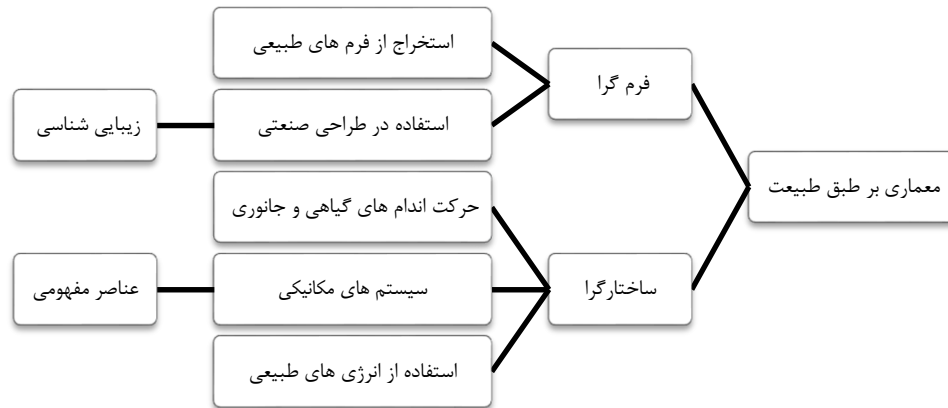 معماری بر طبق طبیعت
فرم گرا
استخراج از فرم های طبیعی
استفاده در طراحی صنعتی
زیبایی شناسی
ساختارگرا
حرکت اندام های گیاهی و جانوری
سیستم های مکانیکی
عناصر مفهومی
استفاده از انرژی های طبیعی